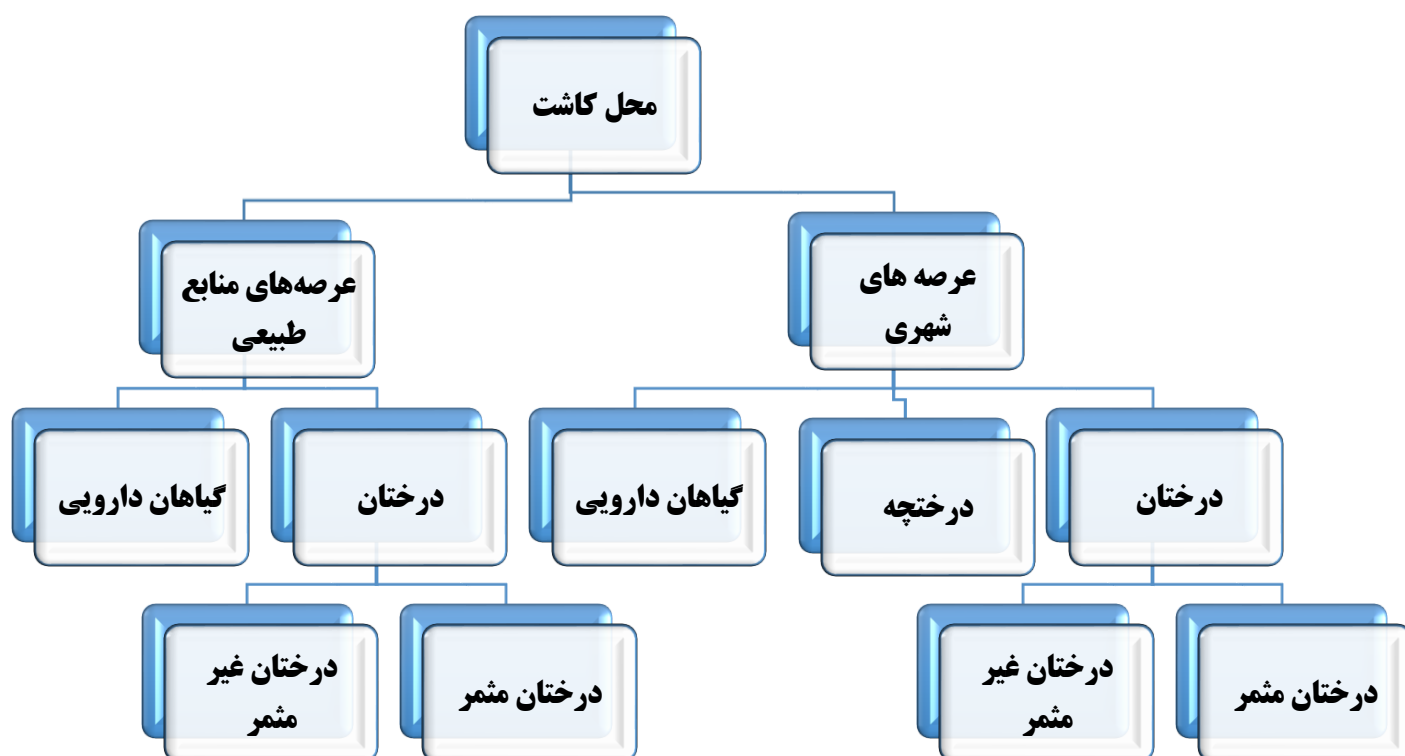 محل کاشت
عرصه های
شهری
عرصه‌های منابع
طبیعی
درختان
درختچه
گیاهان دارویی
درختان
گیاهان دارویی
درختان مثمر
درختان غیر
مثمر
درختان مثمر
درختان غیر
مثمر